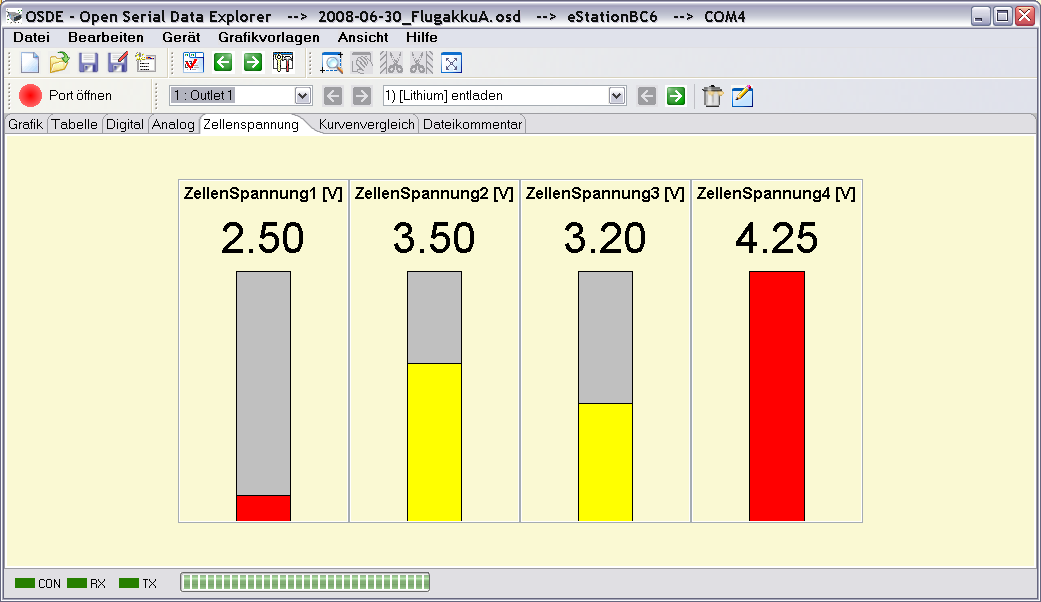 OSDE - Open Serial Data Explorer --> 2008-06-30_FlugakkuA.osd --> eStationBC6 --> COM4
Datei Bearbeiten Gerät Grafikvorlagen Ansicht Hilfe
Port öffnen 1 : Outlet 1 1) [Lithium] entladen
Grafik Tabelle Digital Analog Zellenspannung Kurvenvergleich Dateikommentar
ZellenSpannung1 [V] ZellenSpannung2 [V] ZellenSpannung3 [V] ZellenSpannung4 [V]
2.50 3.50 3.20 4.25
CON RX TX